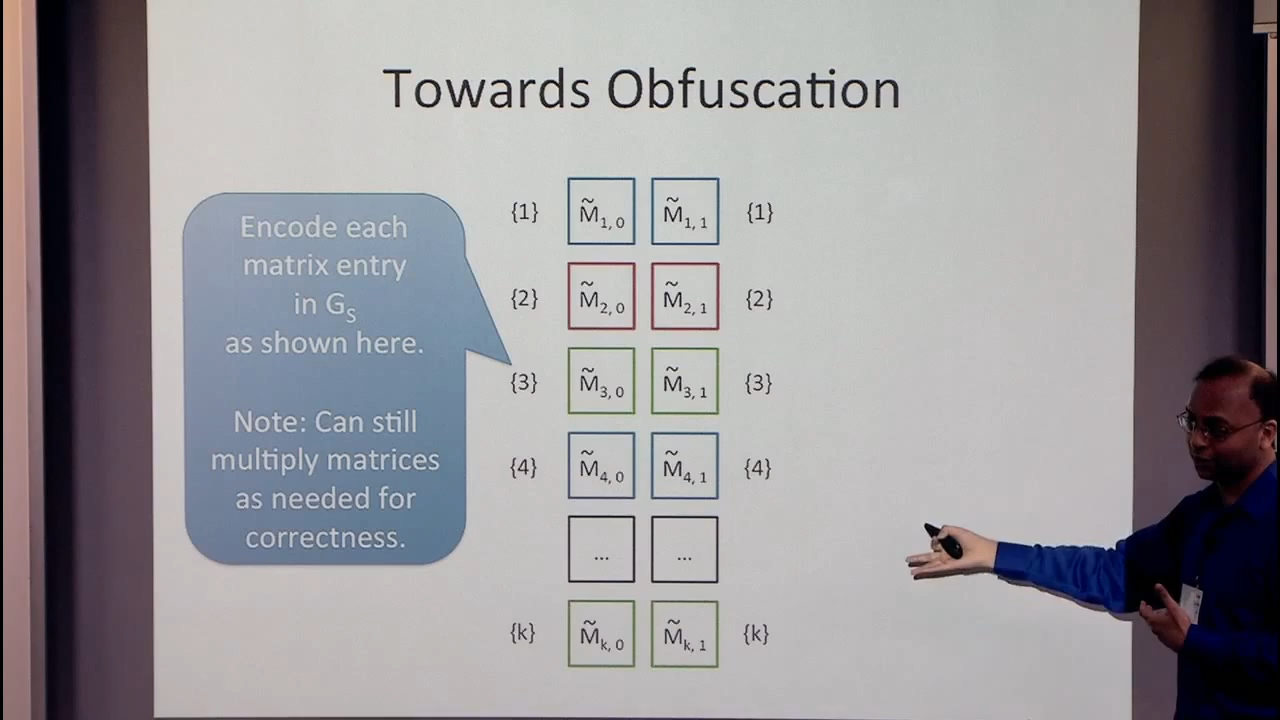 Towards Obfuscation
Encode each
matrix entry
in G_S
as shown here.
Note: Can still
multiply matrices
as needed for
correctness.
{1} M̃_{1, 0} M̃_{1, 1} {1}
{2} M̃_{2, 0} M̃_{2, 1} {2}
{3} M̃_{3, 0} M̃_{3, 1} {3}
{4} M̃_{4, 0} M̃_{4, 1} {4}
... ...
{k} M̃_{k, 0} M̃_{k, 1} {k}